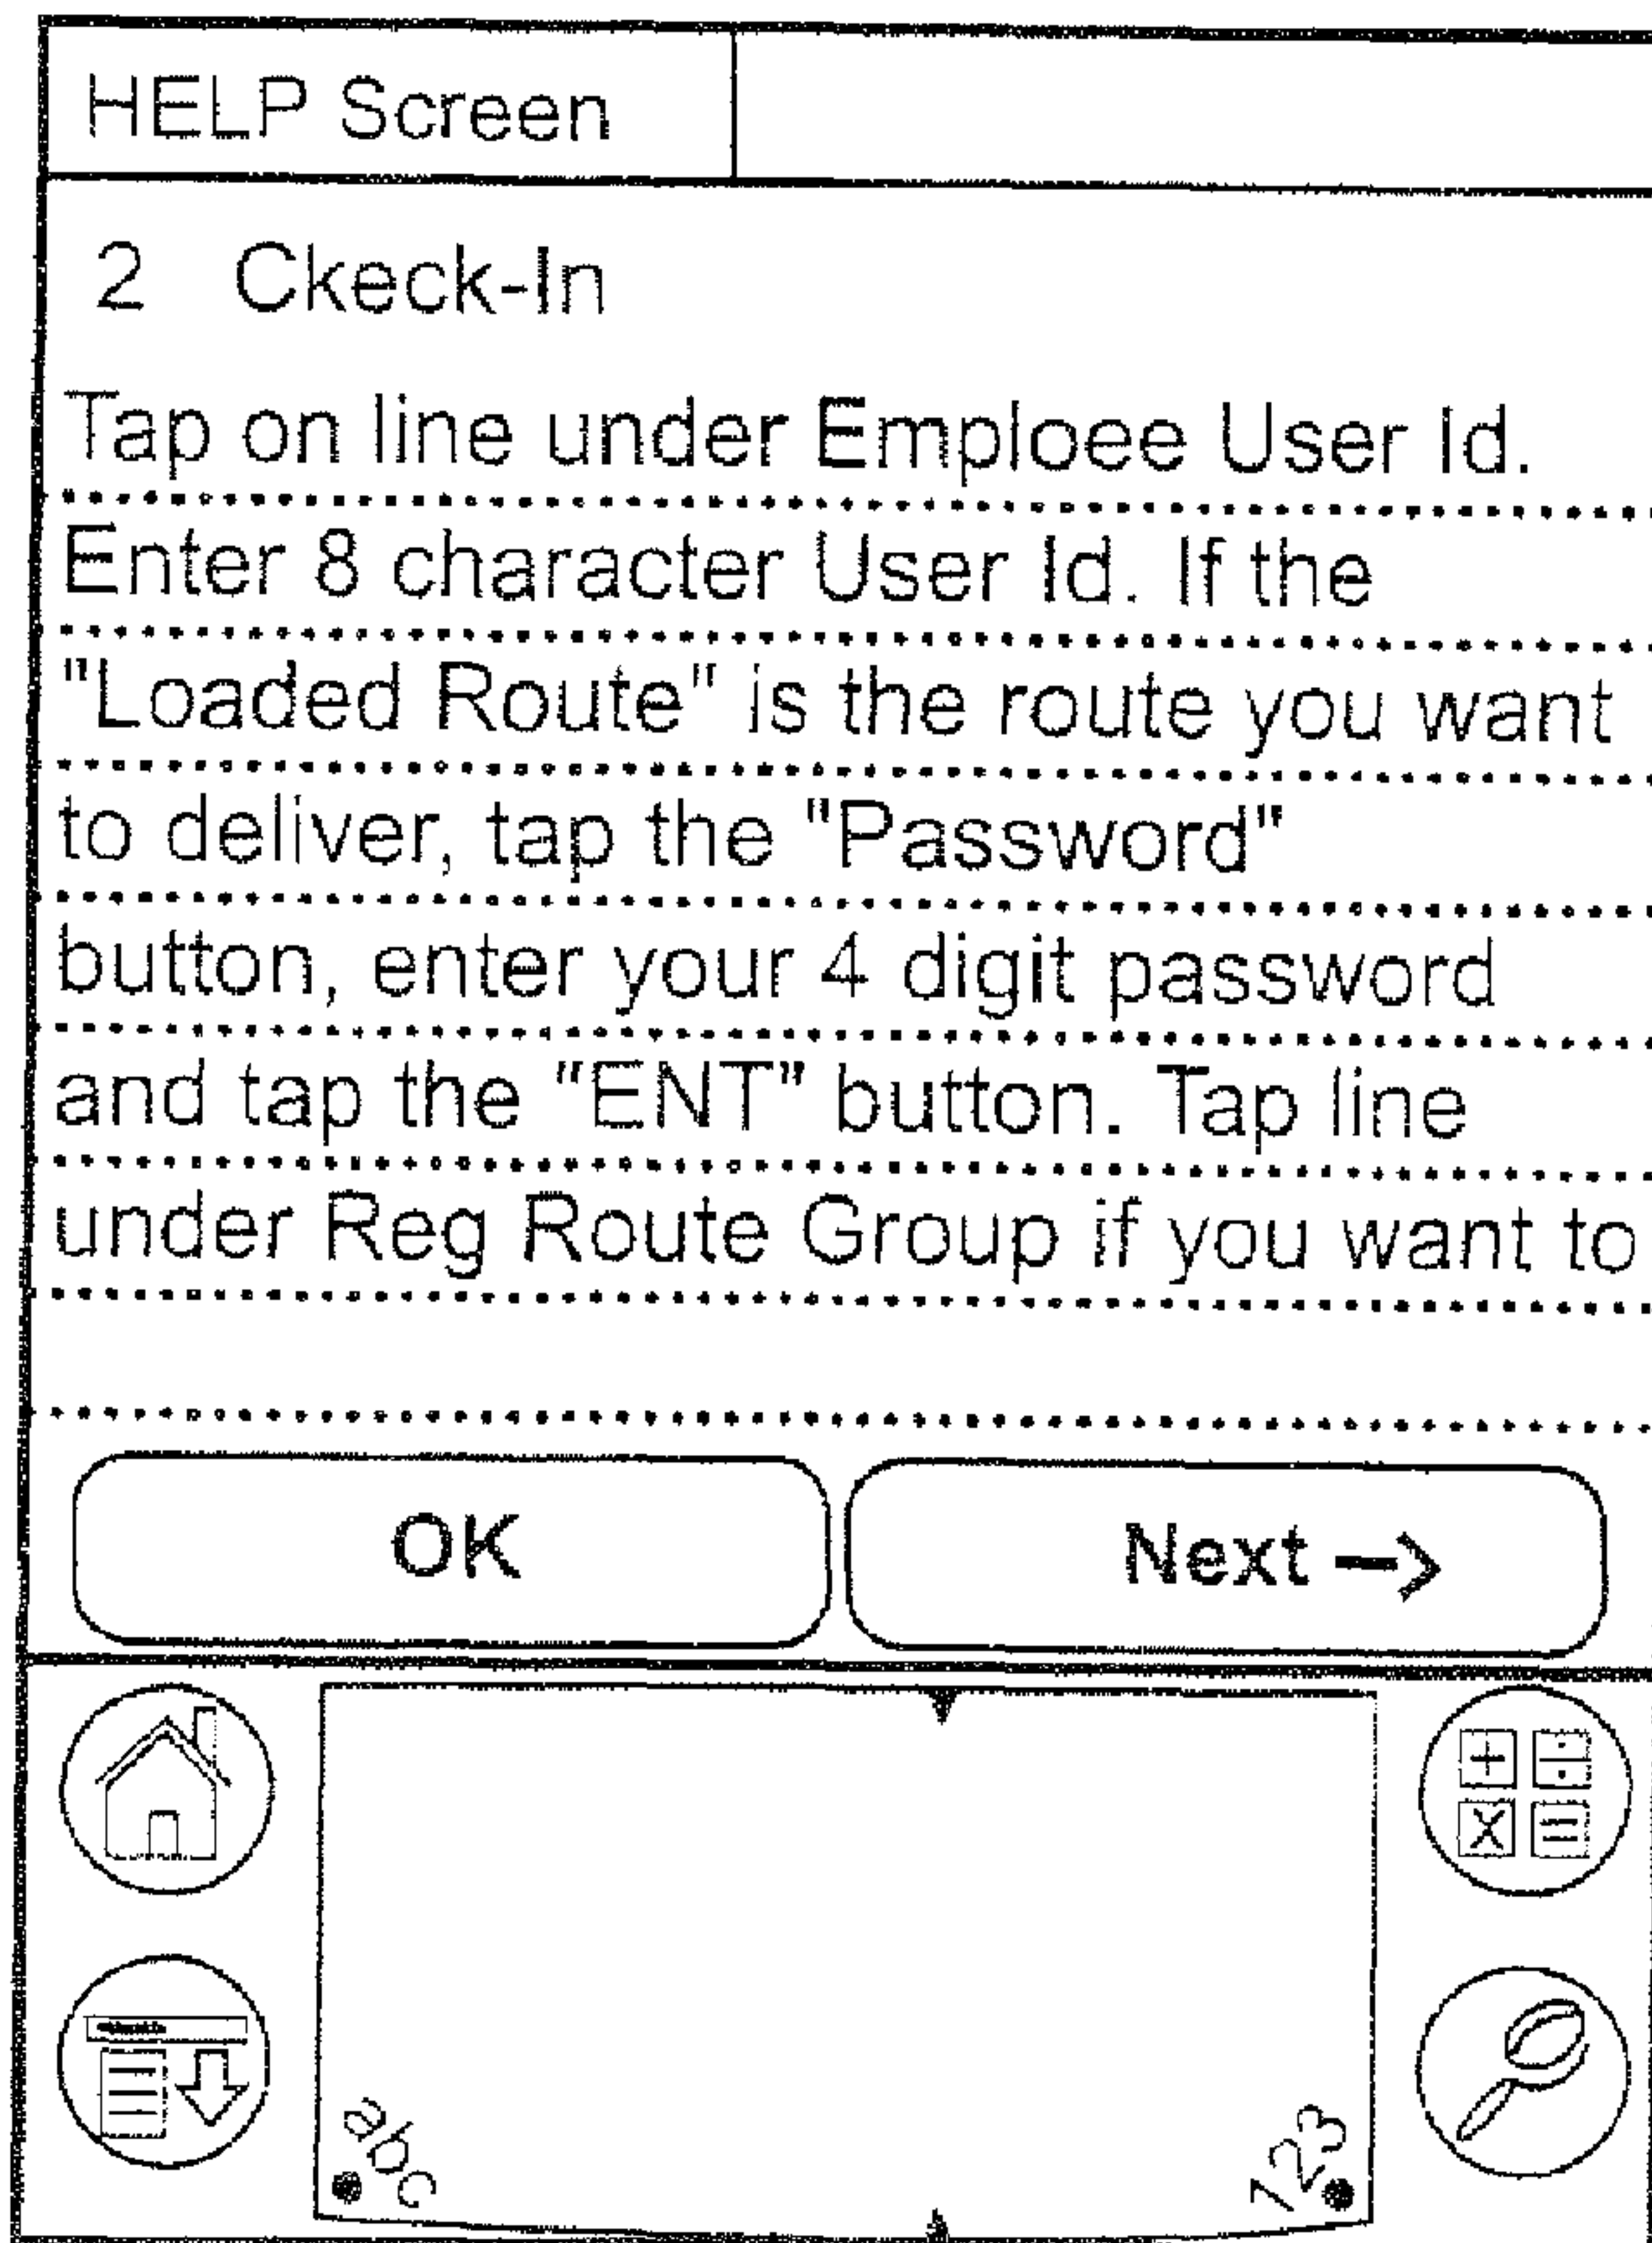 HELP Screen
2 Ckeck-In
Tap on line under Emploee User Id.
Enter 8 character User Id. If the
"Loaded Route" is the route you want
to deliver, tap the "Password"
button, enter your 4 digit password
and tap the "ENT" button. Tap line
under Reg Route Group if you want to
OK
Next -->
+ ÷
X =
abc
123